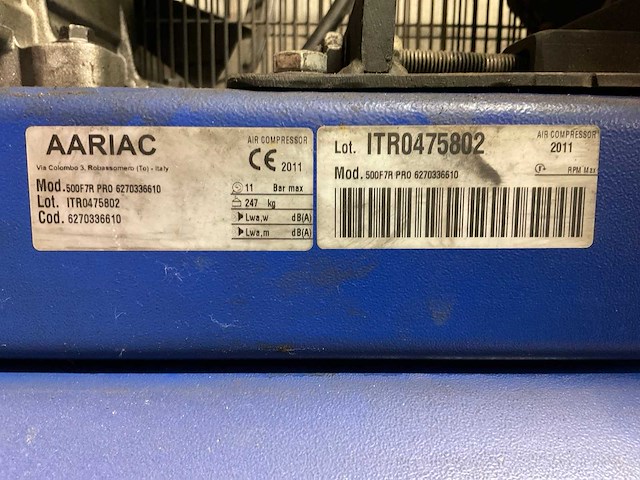 AARIAC
Via Colombo 3, Robassomero (To) - Italy
AIR COMPRESSOR
CE 2011
Mod. 500F7R PRO 6270336610
Lot. ITR0475802
Cod. 6270336610
11 Bar max
247 kg
Lwa,w dB(A)
Lwa,m dB(A)
Lot. ITR0475802
AIR COMPRESSOR
2011
Mod. 500F7R PRO 6270336610
RPM Max